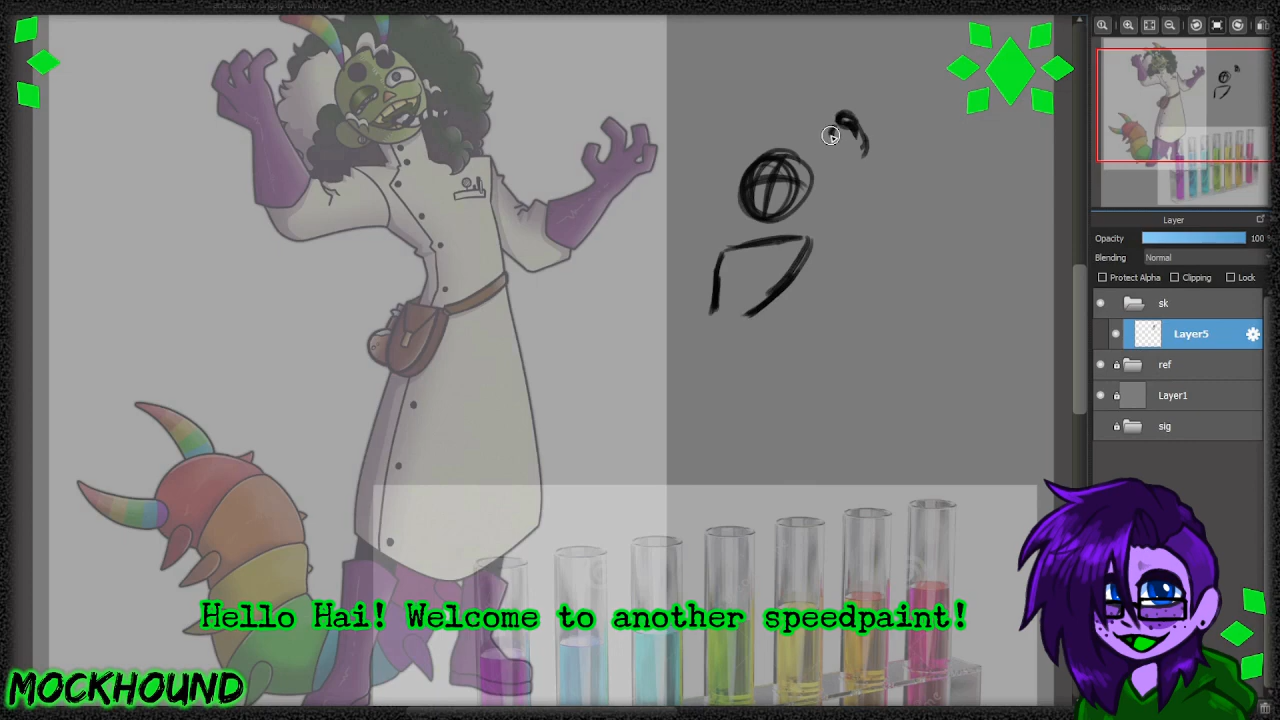 Layer
Opacity 100
Blending Normal
Protect Alpha Clipping Lock
sk
Layer5
ref
Layer1
sig
Hello Hai! Welcome to another speedpaint!
MOCKHOUND